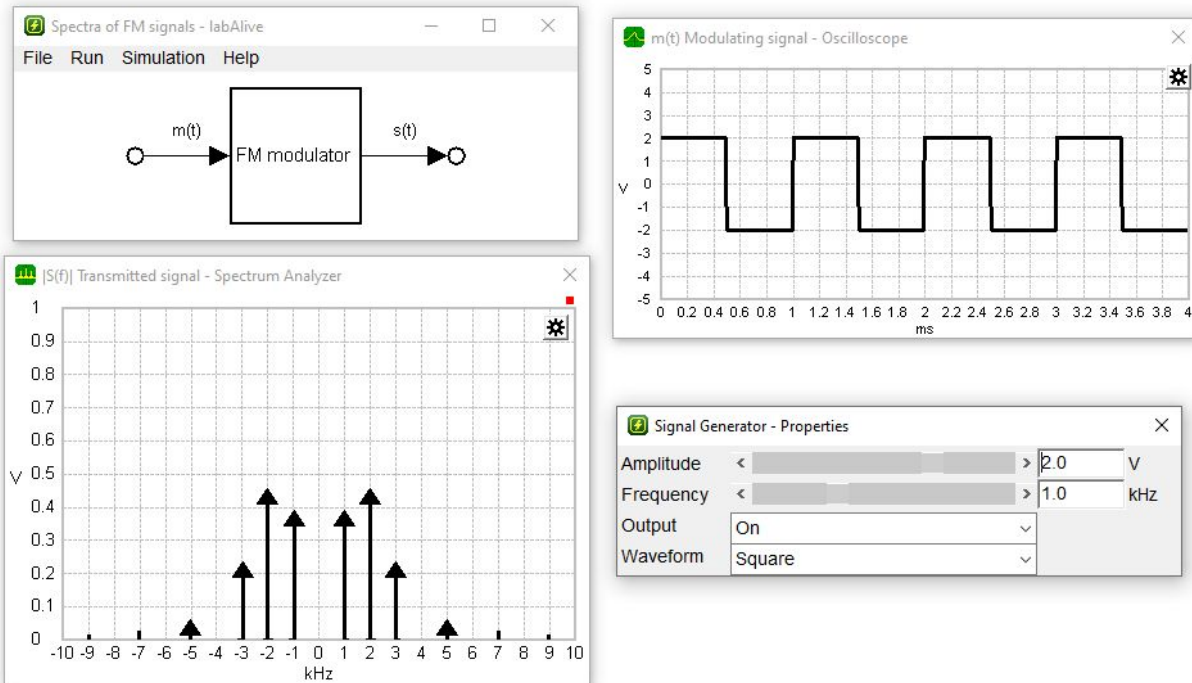 Spectra of FM signals - labAlive
File Run Simulation Help
m(t)
s(t)
FM modulator
m(t) Modulating signal - Oscilloscope
5
4
3
2
1
0
-1
-2
-3
-4
-5
V
0 0.2 0.4 0.6 0.8 1 1.2 1.4 1.6 1.8 2 2.2 2.4 2.6 2.8 3 3.2 3.4 3.6 3.8 4
ms
|S(f)| Transmitted signal - Spectrum Analyzer
1
0.9
0.8
0.7
0.6
0.5
0.4
0.3
0.2
0.1
0
V
-10 -9 -8 -7 -6 -5 -4 -3 -2 -1 0 1 2 3 4 5 6 7 8 9 10
kHz
Signal Generator - Properties
Amplitude 2.0 V
Frequency 1.0 kHz
Output On
Waveform Square